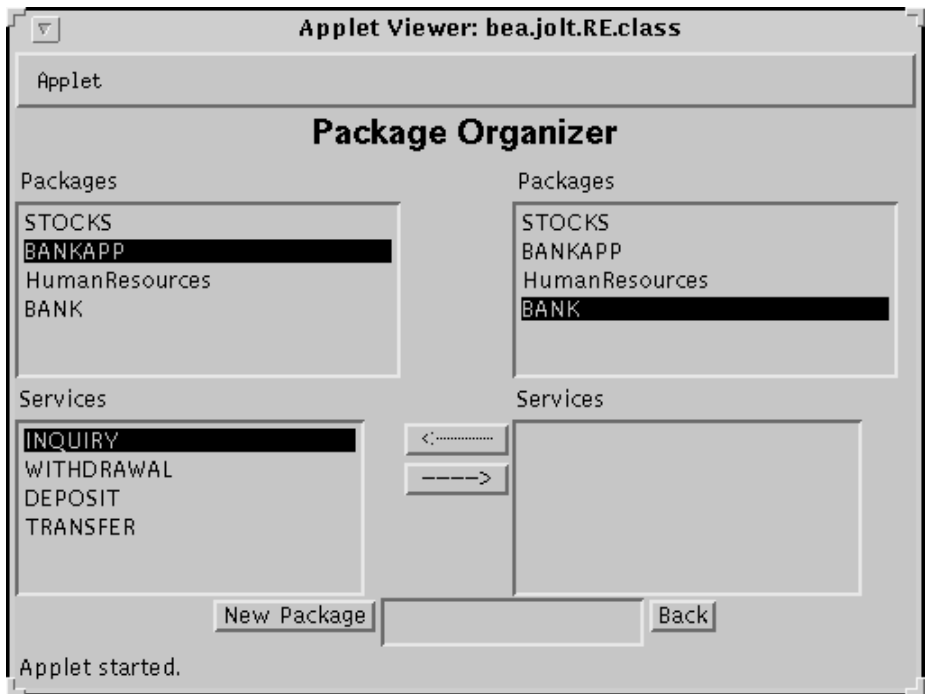 Applet Viewer: bea.jolt.RE.class
Applet
Package Organizer
Packages
STOCKS
BANKAPP
HumanResources
BANK
Packages
STOCKS
BANKAPP
HumanResources
BANK
Services
INQUIRY
WITHDRAWAL
DEPOSIT
TRANSFER
<----
---->
Services
New Package
Back
Applet started.